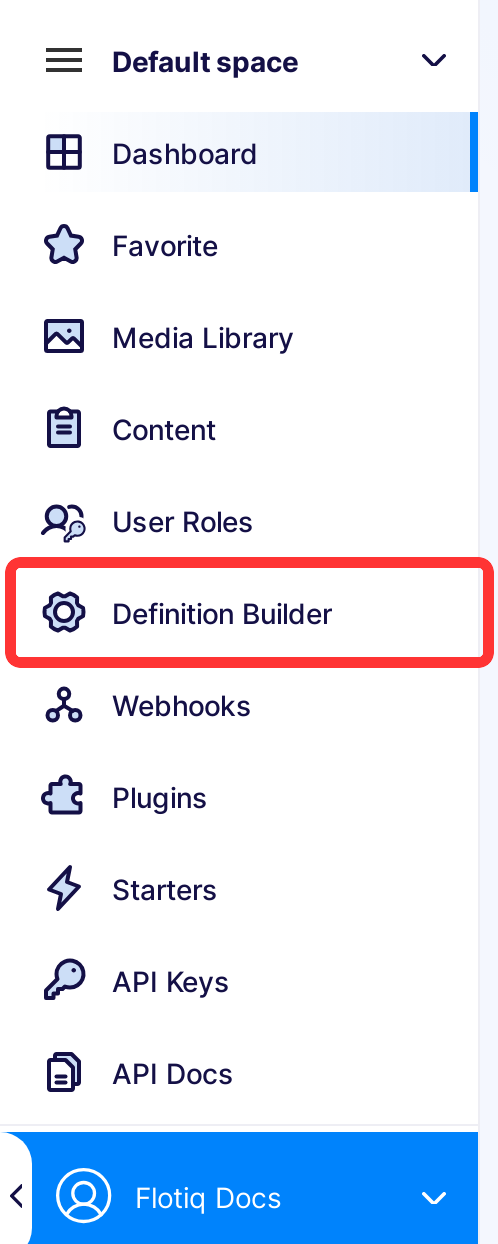 Default space
Dashboard
Favorite
Media Library
Content
User Roles
Definition Builder
Webhooks
Plugins
Starters
API Keys
API Docs
Flotiq Docs